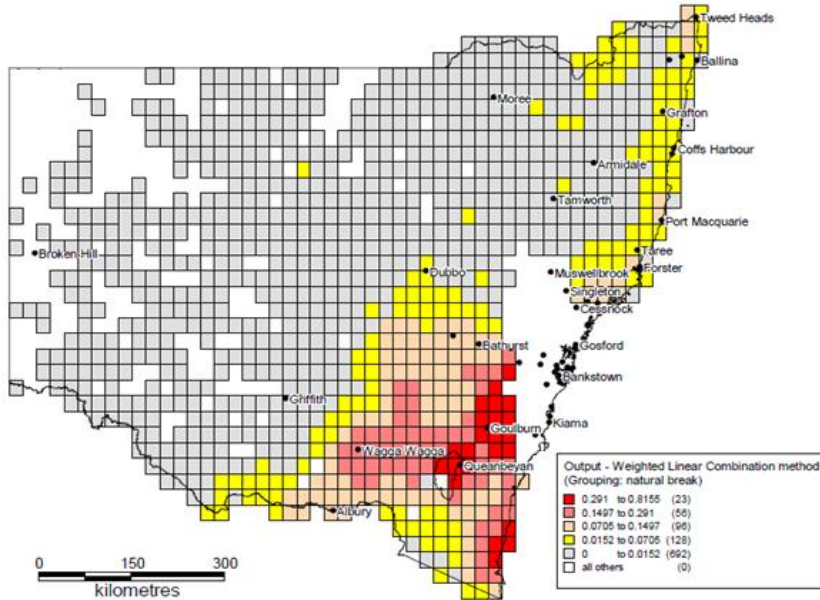 Tweed Heads
Ballina
Moree
Grafton
Coffs Harbour
Armidale
Tamworth
Port Macquarie
Broken Hill
Taree
Dubbo
Muswellbrook
Forster
Singleton
Cessnock
Bathurst
Gosford
Bankstown
Griffith
Kiama
Goulburn
Wagga Wagga
Queanbeyan
Albury
Output - Weighted Linear Combination method
(Grouping: natural break)
0.291 to 0.8155 (23)
0.1497 to 0.291 (56)
0.0705 to 0.1497 (96)
0.0152 to 0.0705 (128)
0 to 0.0152 (692)
all others (0)
0 150 300
kilometres